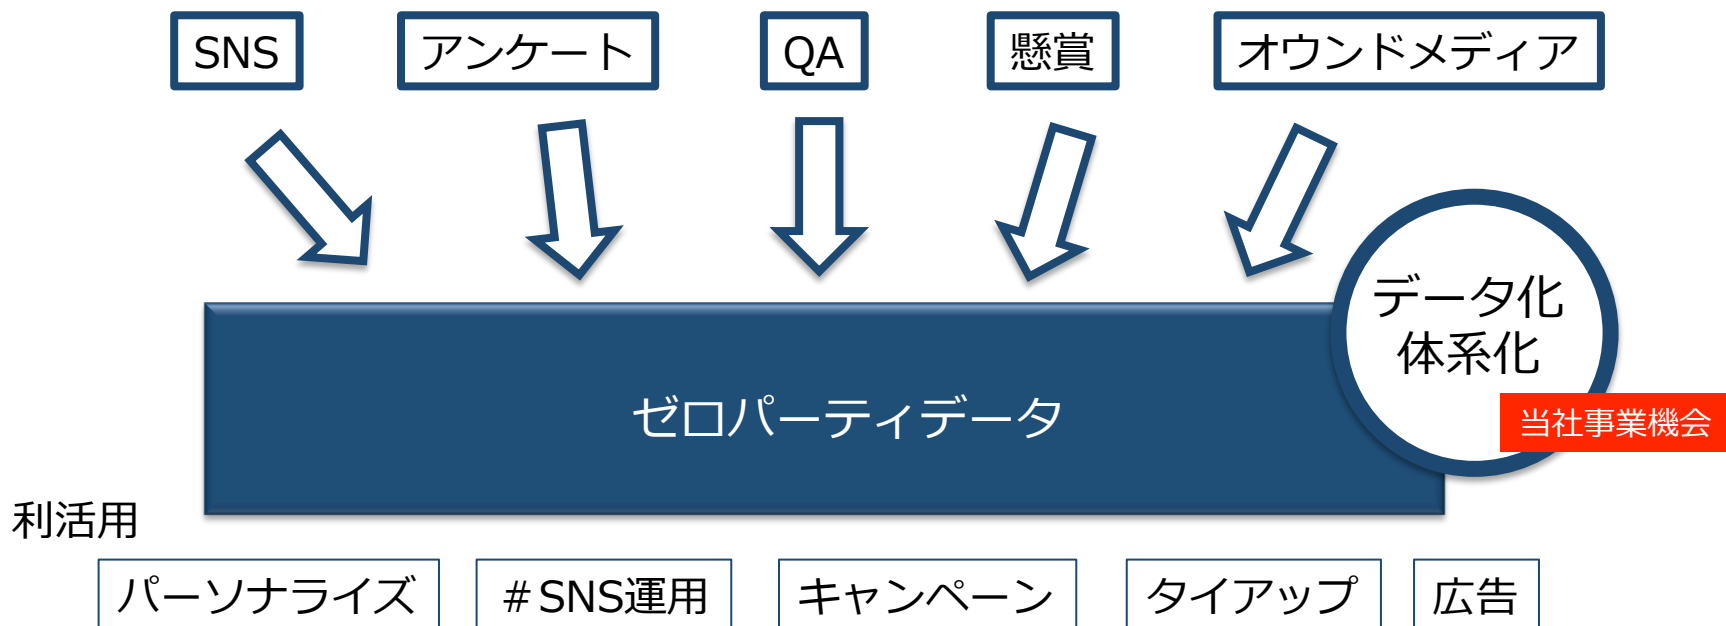 SNS
アンケート
QA
懸賞
オウンドメディア
データ化
体系化
当社事業機会
ゼロパーティデータ
利活用
パーソナライズ
＃SNS運用
キャンペーン
タイアップ
広告